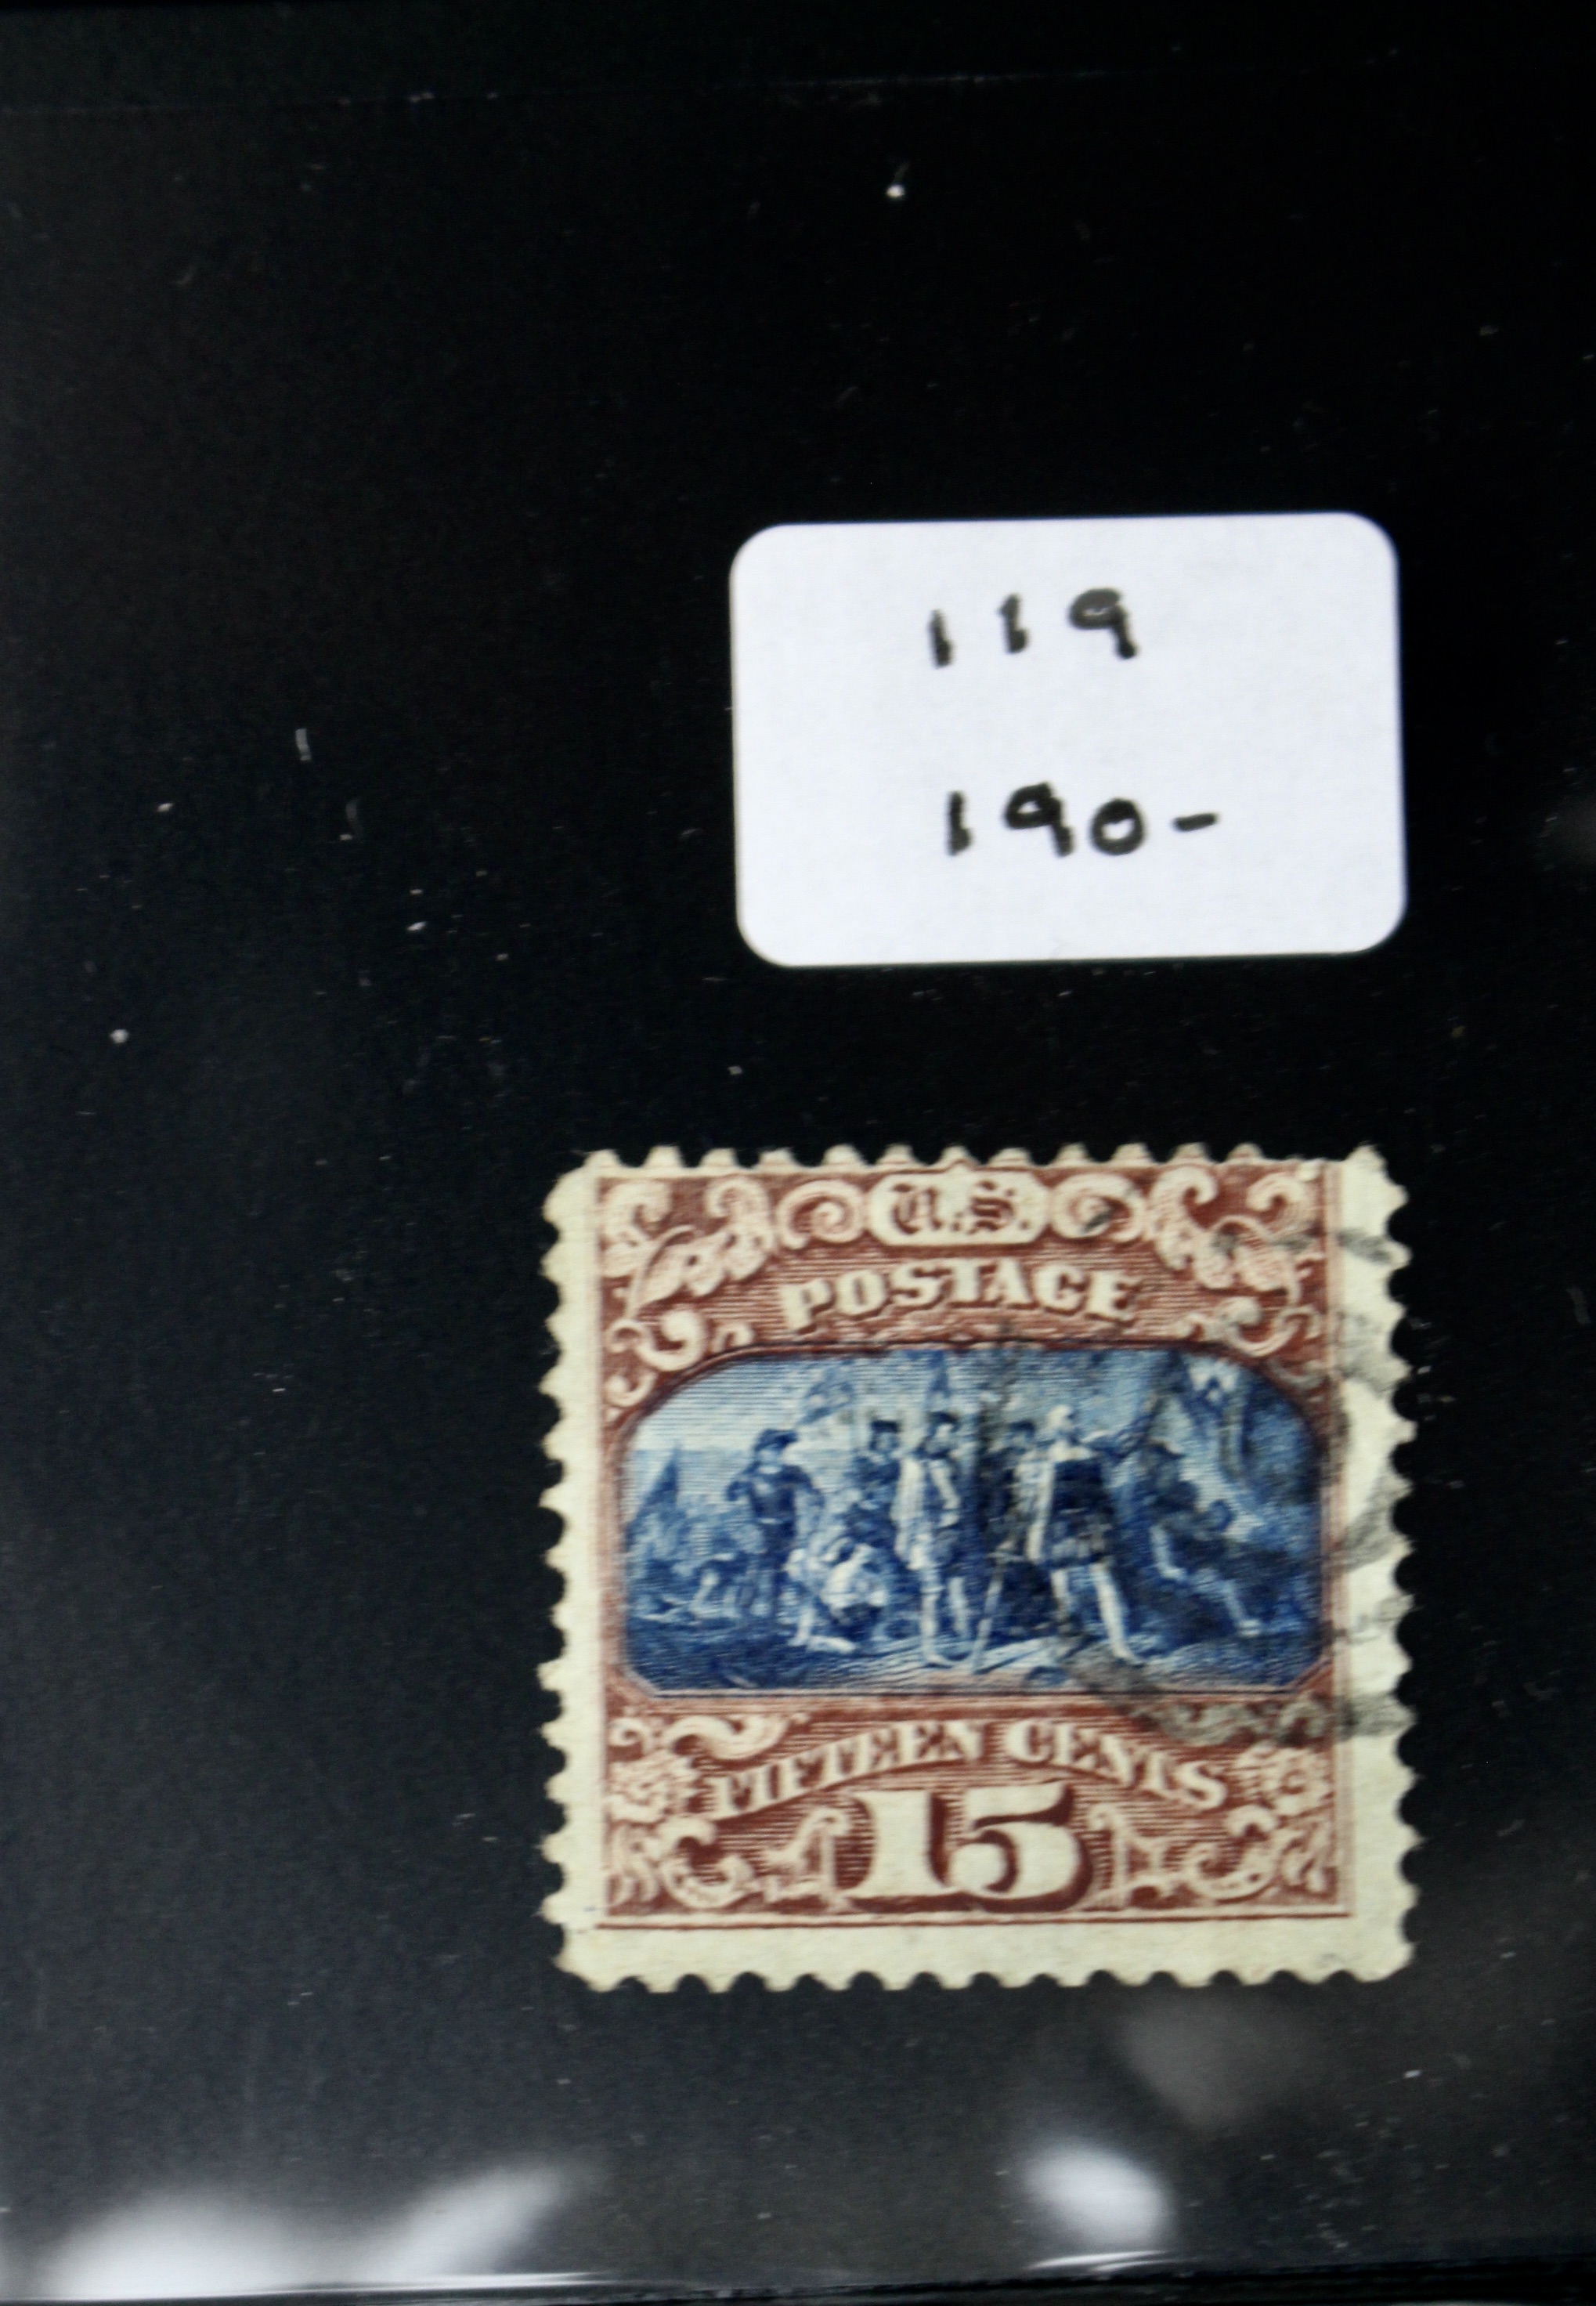 119
190-
U.S.
POSTAGE
FIFTEEN CENTS
15